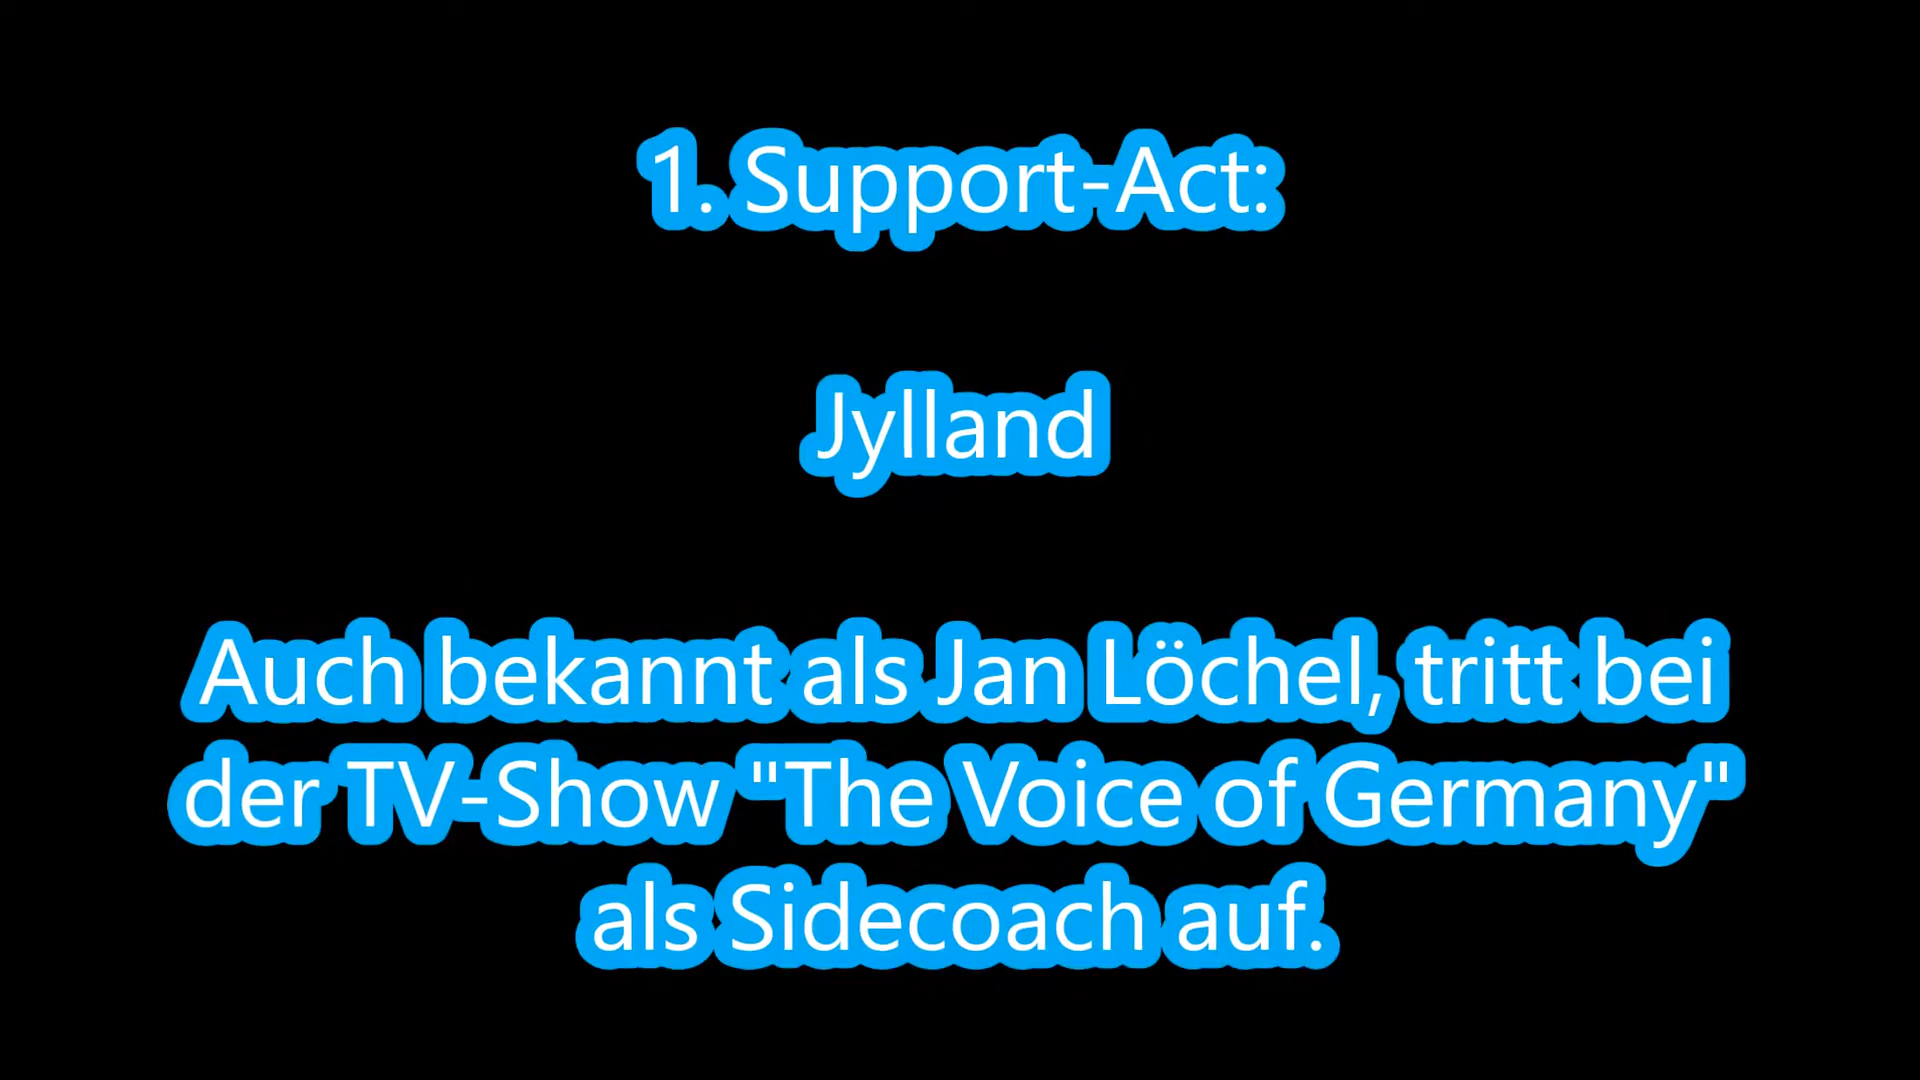 1. Support-Act:
Jylland
Auch bekannt als Jan Löchel, tritt bei
der TV-Show "The Voice of Germany"
als Sidecoach auf.